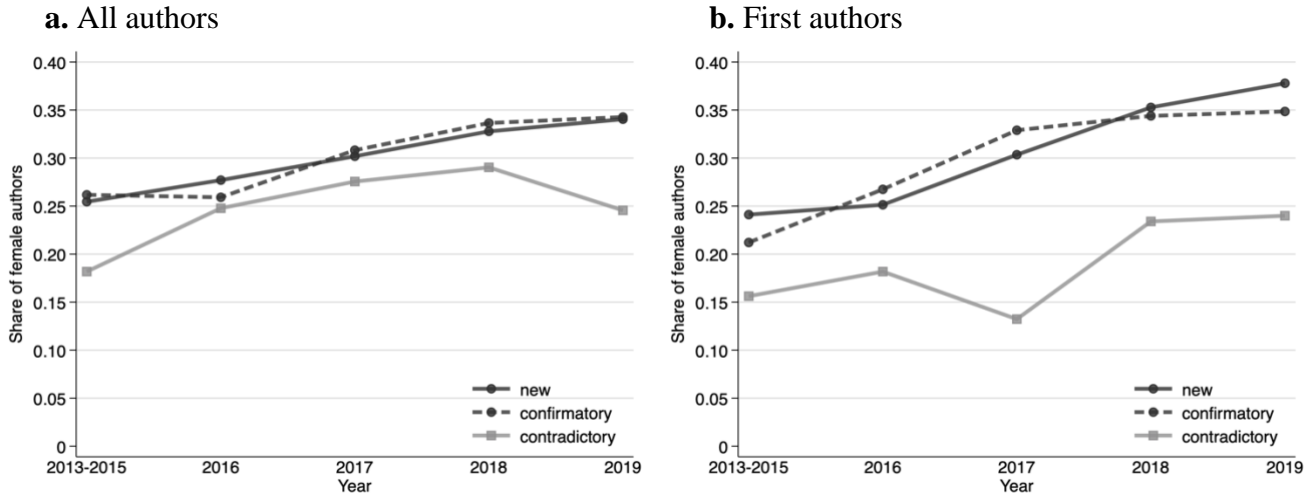 a. All authors
Share of female authors
0.40
0.35
0.30
0.25
0.20
0.15
0.10
0.05
0
new
confirmatory
contradictory
2013-2015 2016 2017 2018 2019
Year
b. First authors
Share of female authors
0.40
0.35
0.30
0.25
0.20
0.15
0.10
0.05
0
new
confirmatory
contradictory
2013-2015 2016 2017 2018 2019
Year